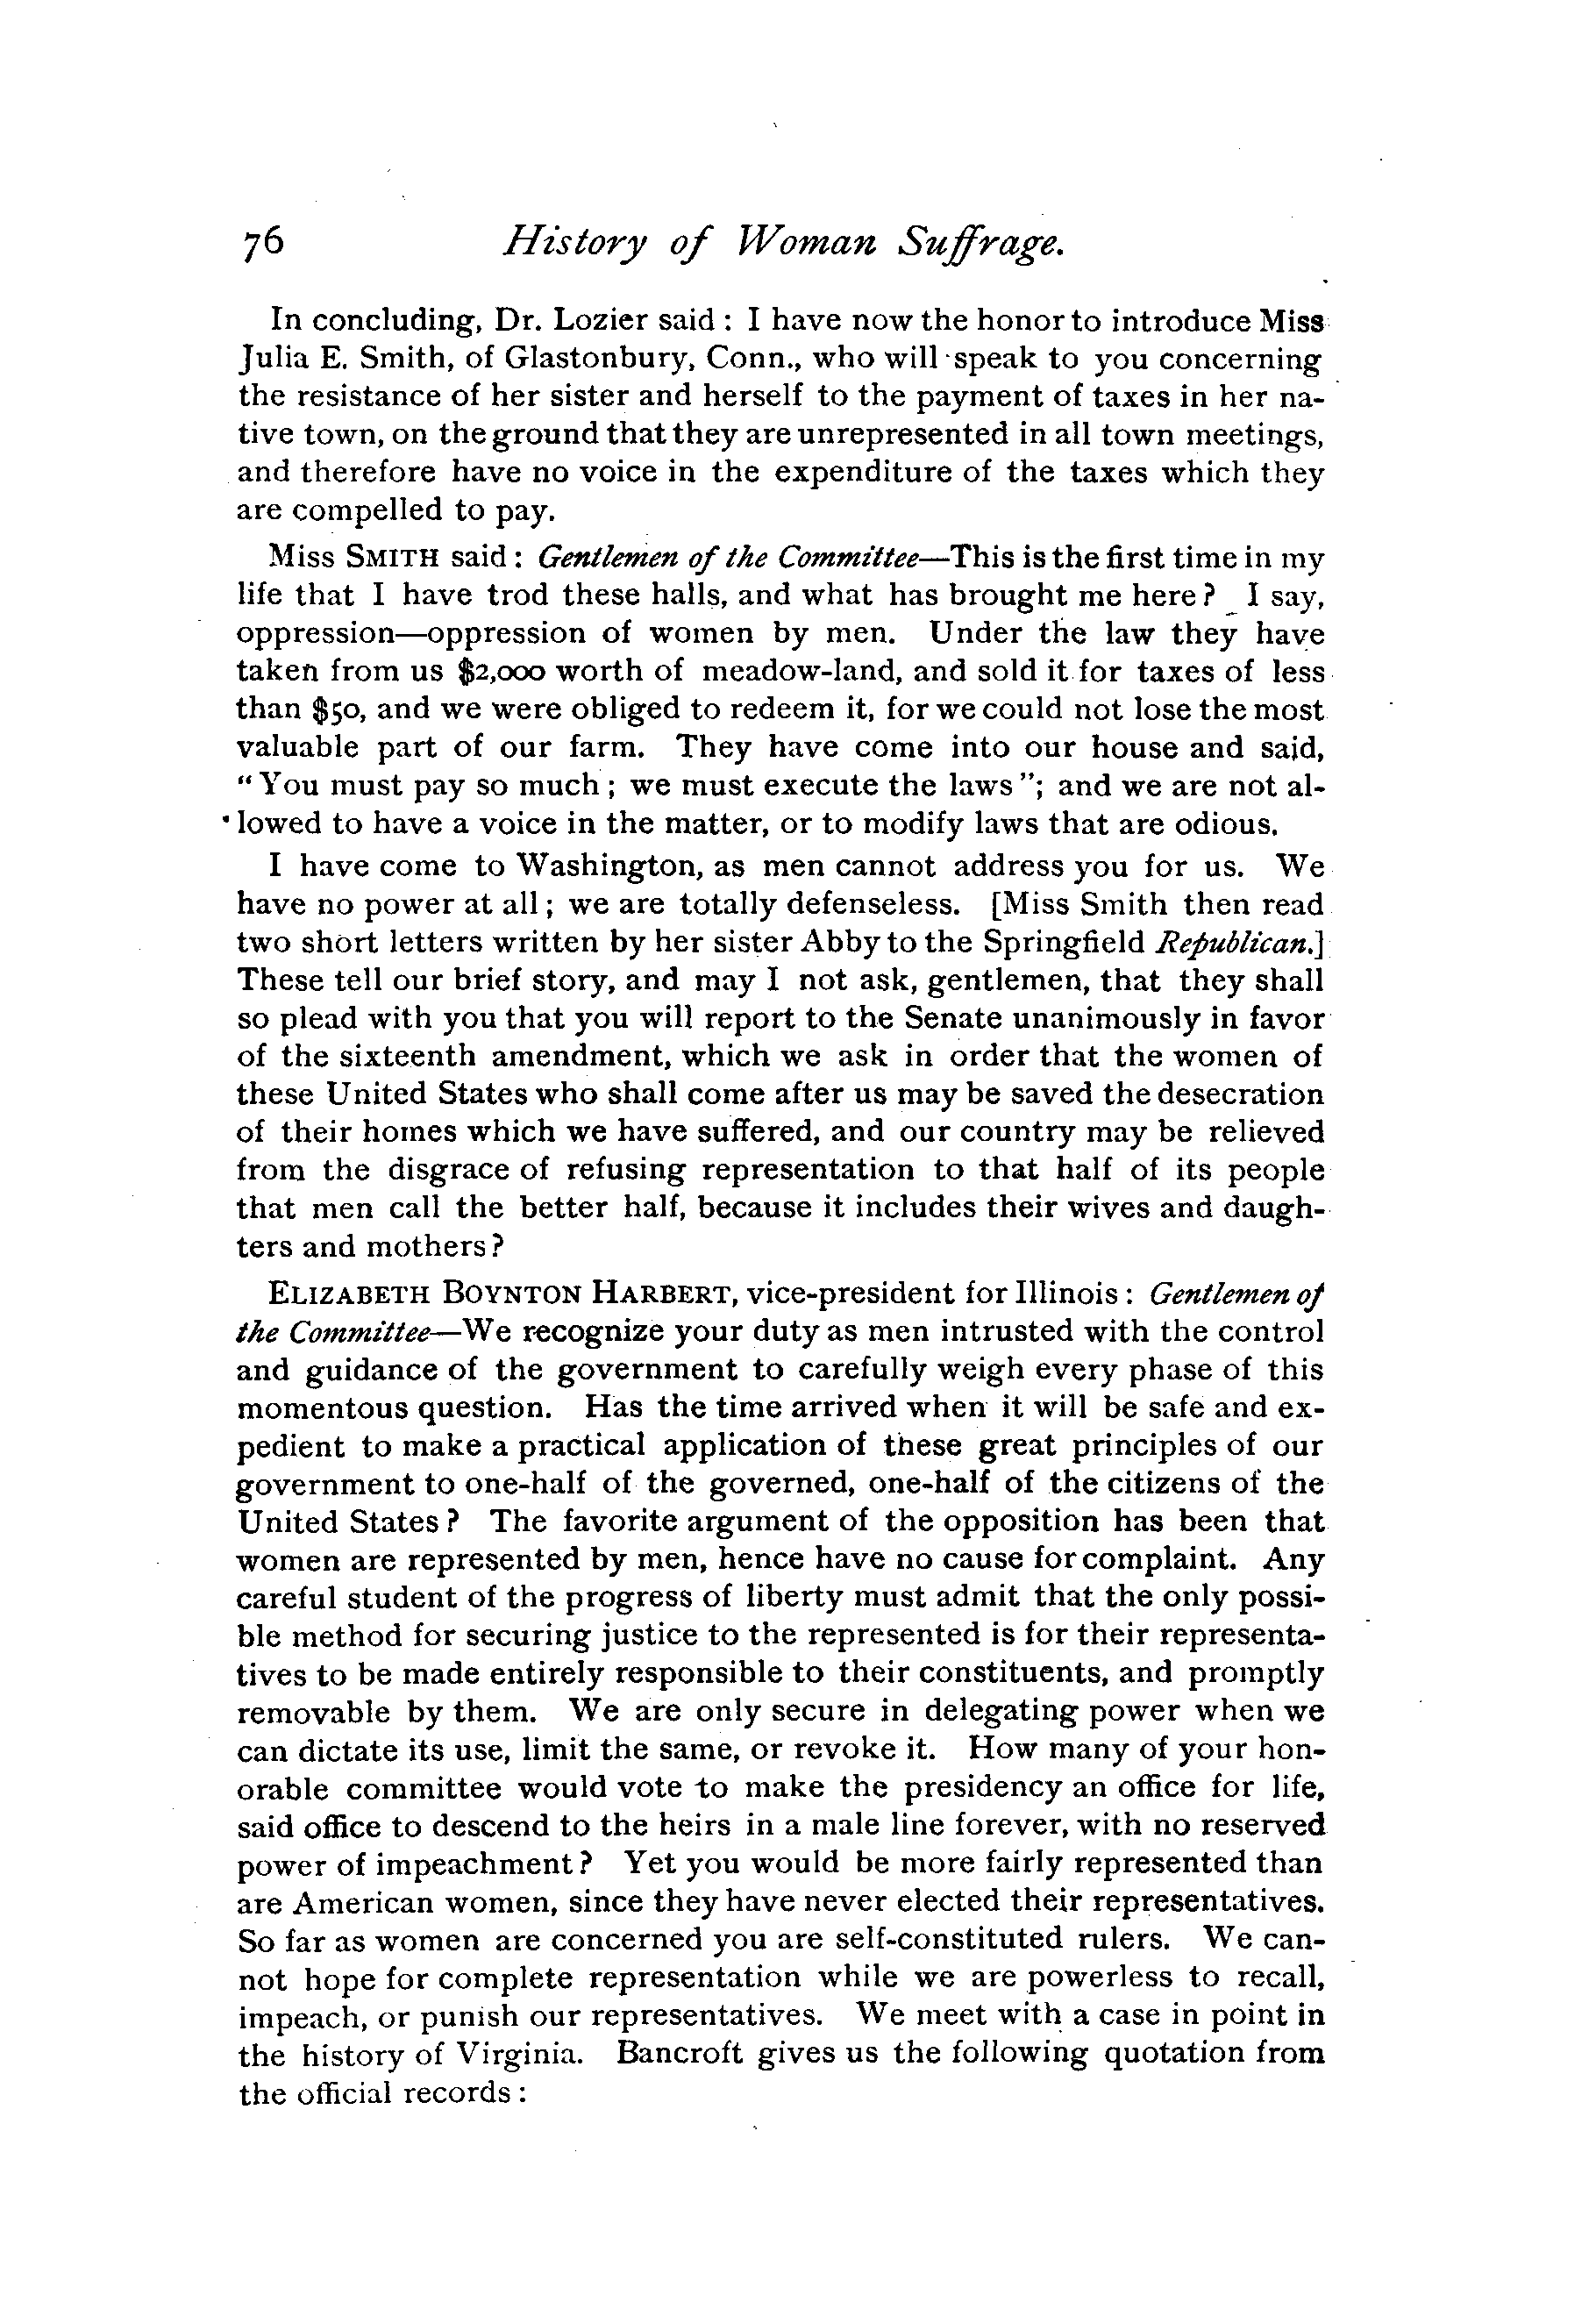 76 History of Woman Suffrage.
In concluding, Dr. Lozier said : I have now the honor to introduce Miss
Julia E. Smith, of Glastonbury, Conn., who will speak to you concerning
the resistance of her sister and herself to the payment of taxes in her na-
tive town, on the ground that they are unrepresented in all town meetings,
and therefore have no voice in the expenditure of the taxes which they
are compelled to pay.
Miss SMITH said : Gentlemen of the Committee—This is the first time in my
life that I have trod these halls, and what has brought me here ? I say,
oppression—oppression of women by men. Under the law they have
taken from us $2,000 worth of meadow-land, and sold it for taxes of less
than $50, and we were obliged to redeem it, for we could not lose the most
valuable part of our farm. They have come into our house and said,
“ You must pay so much ; we must execute the laws ”; and we are not al-
lowed to have a voice in the matter, or to modify laws that are odious.
I have come to Washington, as men cannot address you for us. We
have no power at all ; we are totally defenseless. [Miss Smith then read
two short letters written by her sister Abby to the Springfield Republican.]
These tell our brief story, and may I not ask, gentlemen, that they shall
so plead with you that you will report to the Senate unanimously in favor
of the sixteenth amendment, which we ask in order that the women of
these United States who shall come after us may be saved the desecration
of their homes which we have suffered, and our country may be relieved
from the disgrace of refusing representation to that half of its people
that men call the better half, because it includes their wives and daugh-
ters and mothers ?
ELIZABETH BOYNTON HARBERT, vice-president for Illinois : Gentlemen of
the Committee—We recognize your duty as men intrusted with the control
and guidance of the government to carefully weigh every phase of this
momentous question. Has the time arrived when it will be safe and ex-
pedient to make a practical application of these great principles of our
government to one-half of the governed, one-half of the citizens of the
United States ? The favorite argument of the opposition has been that
women are represented by men, hence have no cause for complaint. Any
careful student of the progress of liberty must admit that the only possi-
ble method for securing justice to the represented is for their representa-
tives to be made entirely responsible to their constituents, and promptly
removable by them. We are only secure in delegating power when we
can dictate its use, limit the same, or revoke it. How many of your hon-
orable committee would vote to make the presidency an office for life,
said office to descend to the heirs in a male line forever, with no reserved
power of impeachment ? Yet you would be more fairly represented than
are American women, since they have never elected their representatives.
So far as women are concerned you are self-constituted rulers. We can-
not hope for complete representation while we are powerless to recall,
impeach, or punish our representatives. We meet with a case in point in
the history of Virginia. Bancroft gives us the following quotation from
the official records :